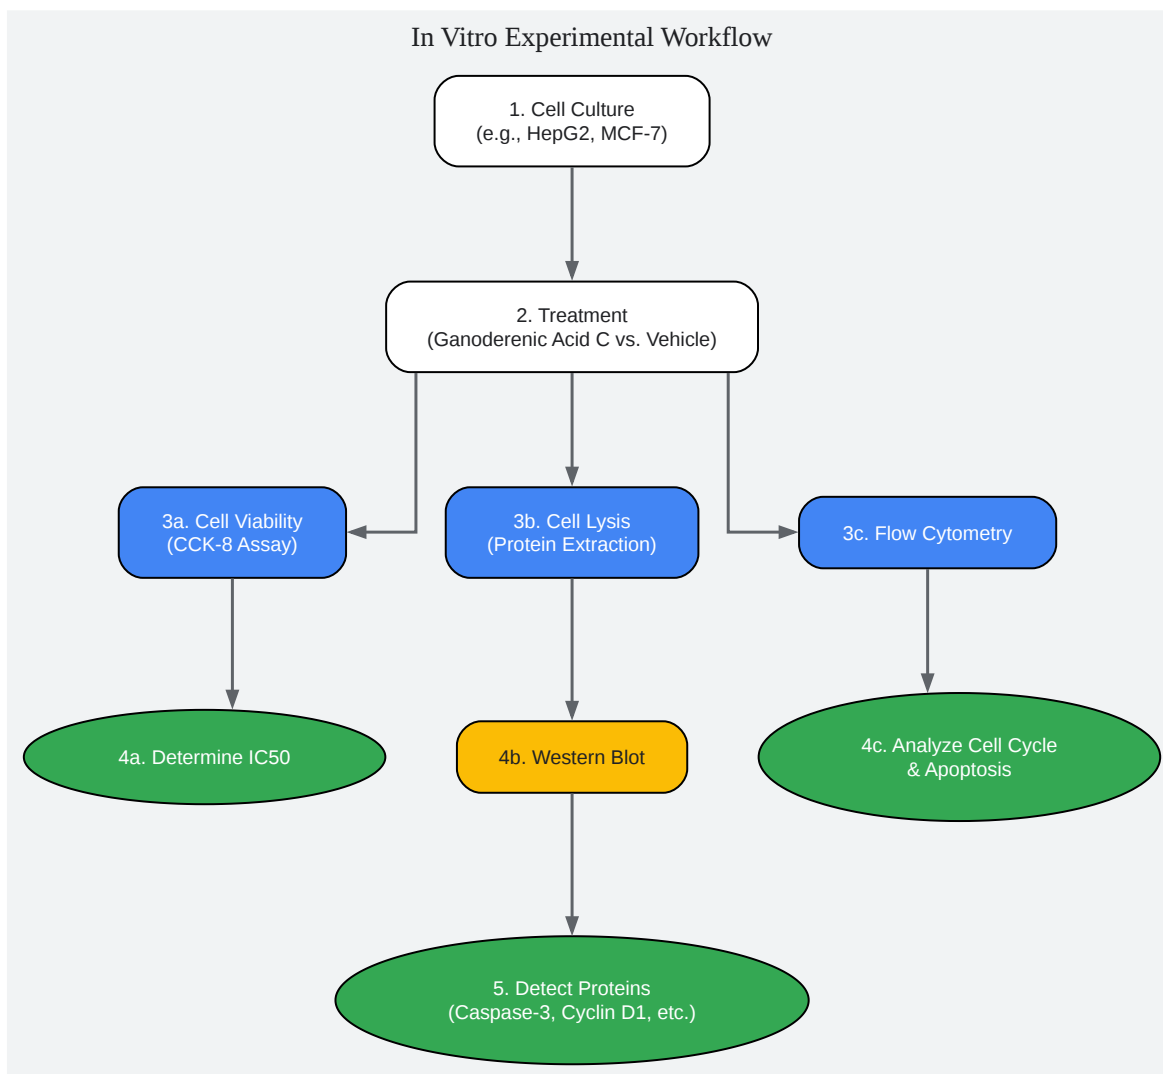 In Vitro Experimental Workflow
1. Cell Culture
(e.g., HepG2, MCF-7)
2. Treatment
(Ganoderenic Acid C vs. Vehicle)
3a. Cell Viability
(CCK-8 Assay)
3b. Cell Lysis
(Protein Extraction)
3c. Flow Cytometry
4a. Determine IC50
4b. Western Blot
4c. Analyze Cell Cycle
& Apoptosis
5. Detect Proteins
(Caspase-3, Cyclin D1, etc.)